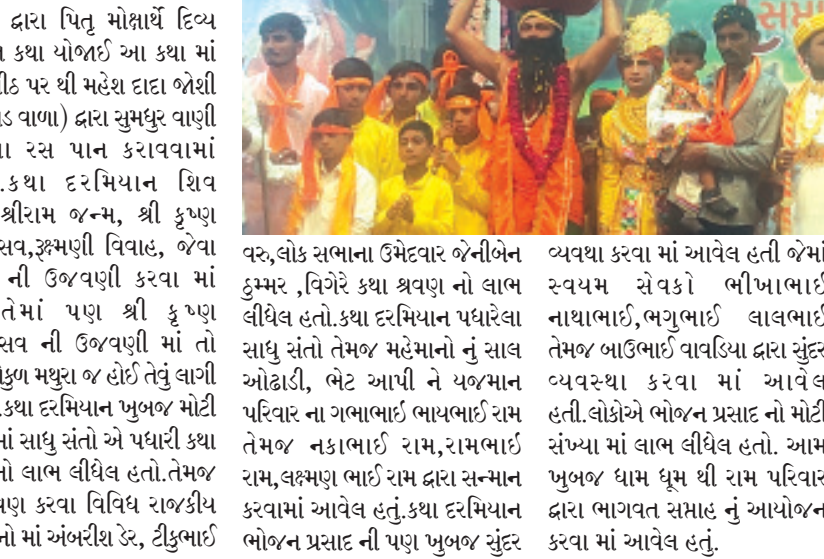 દ્વારા પિતૃ મોક્ષાર્થે દિવ્ય
કથા યોજાઈ આ કથા માં
પર થી મહેશ દાદા જોશી
વાળા) દ્વારા સુમધુર વાણી
રસ પાન કરાવવામાં
.કથા દરમિયાન શિવ
શ્રીરામ જન્મ, શ્રી કૃષ્ણ
,રૂક્ષ્મણી વિવાહ, જેવા
ની ઉજવણી કરવા માં
તેમાં પણ શ્રી કૃષ્ણ
ની ઉજવણી માં તો
મથુરા જ હોઈ તેવું લાગી
.કથા દરમિયાન ખુબજ મોટી
સાધુ સંતો એ પધારી કથા
લાભ લીધેલ હતો.તેમજ
કરવા વિવિધ રાજકીય
માં અંબરીશ ડેર, ટીકુભાઈ
વરુ,લોક સભાના ઉમેદવાર જેનીબેન
ઠુમ્મર ,વિગેરે કથા શ્રવણ નો લાભ
લીધેલ હતો.કથા દરમિયાન પધારેલા
સાધુ સંતો તેમજ મહેમાનો નું સાલ
ઓઢાડી, ભેટ આપી ને યજમાન
પરિવાર ના ગભાભાઇ ભાયભાઈ રામ
તેમજ નકાભાઈ રામ,રામભાઇ
રામ,લક્ષ્મણ ભાઈ રામ દ્વારા સન્માન
કરવામાં આવેલ હતું.કથા દરમિયાન
ભોજન પ્રસાદ ની પણ ખુબજ સુંદર
વ્યવથા કરવા માં આવેલ હતી જેમાં
સ્વયમ સેવકો ભીખાભાઈ
નાથાભાઈ,ભગુભાઈ લાલભાઈ
તેમજ બાઉભાઈ વાવડિયા દ્વારા સુંદર
વ્યવસ્થા કરવા માં આવેલ
હતી.લોકોએ ભોજન પ્રસાદ નો મોટી
સંખ્યા માં લાભ લીધેલ હતો. આમ
ખુબજ ધામ ધૂમ થી રામ પરિવાર
દ્વારા ભાગવત સપ્તાહ નું આયોજન
કરવા માં આવેલ હતું.